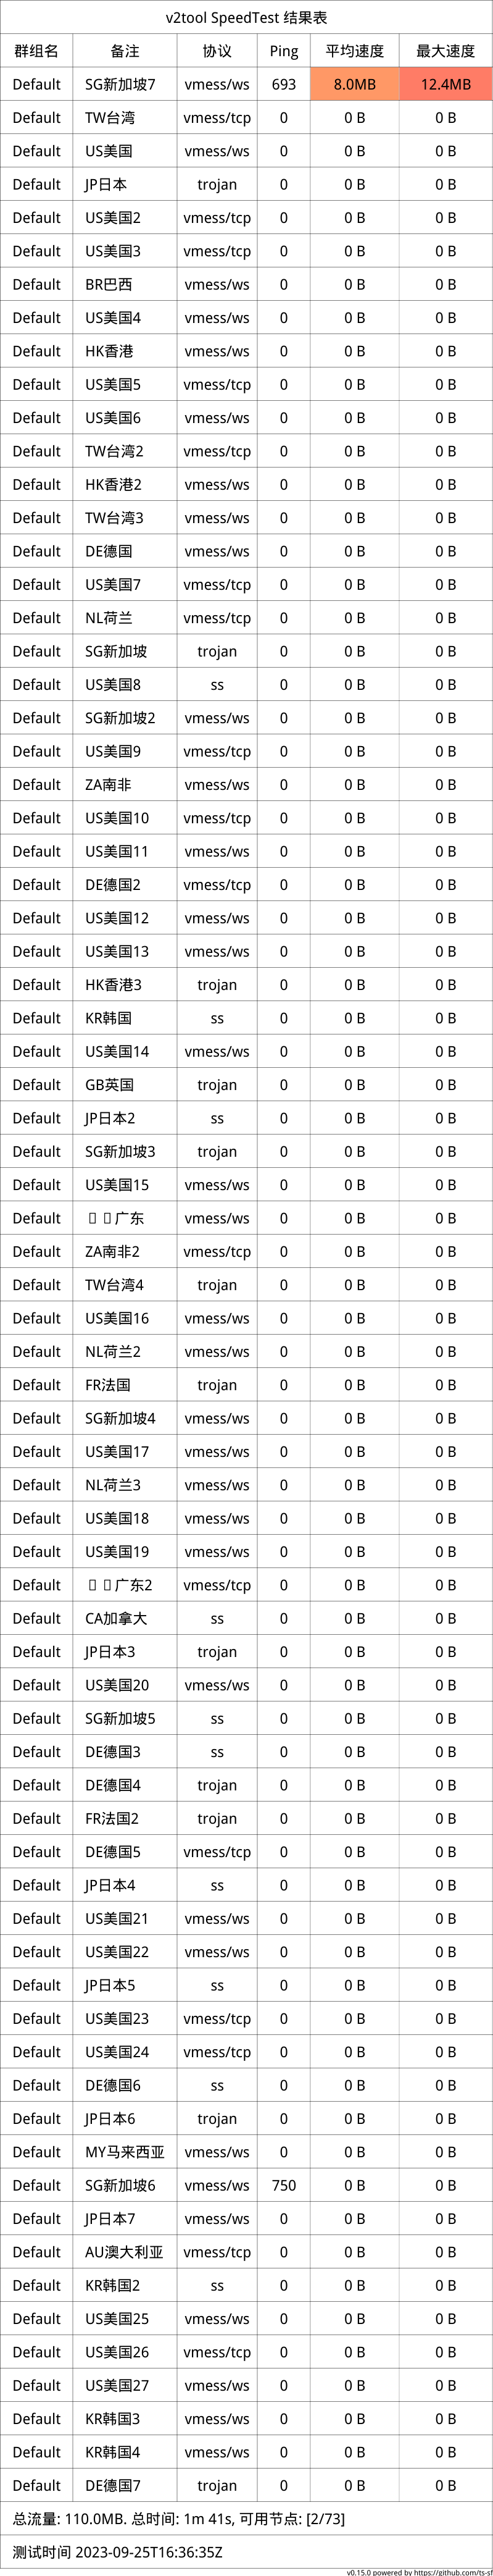 v2tool SpeedTest 结果表
群组名 备注 协议 Ping 平均速度 最大速度
Default SG新加坡7 vmess/ws 693 8.0MB 12.4MB
Default TW台湾 vmess/tcp 0 0 B 0 B
Default US美国 vmess/ws 0 0 B 0 B
Default JP日本 trojan 0 0 B 0 B
Default US美国2 vmess/tcp 0 0 B 0 B
Default US美国3 vmess/tcp 0 0 B 0 B
Default BR巴西 vmess/ws 0 0 B 0 B
Default US美国4 vmess/ws 0 0 B 0 B
Default HK香港 vmess/ws 0 0 B 0 B
Default US美国5 vmess/tcp 0 0 B 0 B
Default US美国6 vmess/ws 0 0 B 0 B
Default TW台湾2 vmess/tcp 0 0 B 0 B
Default HK香港2 vmess/ws 0 0 B 0 B
Default TW台湾3 vmess/ws 0 0 B 0 B
Default DE德国 vmess/ws 0 0 B 0 B
Default US美国7 vmess/tcp 0 0 B 0 B
Default NL荷兰 vmess/tcp 0 0 B 0 B
Default SG新加坡 trojan 0 0 B 0 B
Default US美国8 ss 0 0 B 0 B
Default SG新加坡2 vmess/ws 0 0 B 0 B
Default US美国9 vmess/tcp 0 0 B 0 B
Default ZA南非 vmess/ws 0 0 B 0 B
Default US美国10 vmess/tcp 0 0 B 0 B
Default US美国11 vmess/ws 0 0 B 0 B
Default DE德国2 vmess/tcp 0 0 B 0 B
Default US美国12 vmess/ws 0 0 B 0 B
Default US美国13 vmess/ws 0 0 B 0 B
Default HK香港3 trojan 0 0 B 0 B
Default KR韩国 ss 0 0 B 0 B
Default US美国14 vmess/ws 0 0 B 0 B
Default GB英国 trojan 0 0 B 0 B
Default JP日本2 ss 0 0 B 0 B
Default SG新加坡3 trojan 0 0 B 0 B
Default US美国15 vmess/ws 0 0 B 0 B
Default 广东 vmess/ws 0 0 B 0 B
Default ZA南非2 vmess/tcp 0 0 B 0 B
Default TW台湾4 trojan 0 0 B 0 B
Default US美国16 vmess/ws 0 0 B 0 B
Default NL荷兰2 vmess/ws 0 0 B 0 B
Default FR法国 trojan 0 0 B 0 B
Default SG新加坡4 vmess/ws 0 0 B 0 B
Default US美国17 vmess/ws 0 0 B 0 B
Default NL荷兰3 vmess/ws 0 0 B 0 B
Default US美国18 vmess/ws 0 0 B 0 B
Default US美国19 vmess/ws 0 0 B 0 B
Default 广东2 vmess/tcp 0 0 B 0 B
Default CA加拿大 ss 0 0 B 0 B
Default JP日本3 trojan 0 0 B 0 B
Default US美国20 vmess/ws 0 0 B 0 B
Default SG新加坡5 ss 0 0 B 0 B
Default DE德国3 ss 0 0 B 0 B
Default DE德国4 trojan 0 0 B 0 B
Default FR法国2 trojan 0 0 B 0 B
Default DE德国5 vmess/tcp 0 0 B 0 B
Default JP日本4 ss 0 0 B 0 B
Default US美国21 vmess/ws 0 0 B 0 B
Default US美国22 vmess/ws 0 0 B 0 B
Default JP日本5 ss 0 0 B 0 B
Default US美国23 vmess/tcp 0 0 B 0 B
Default US美国24 vmess/tcp 0 0 B 0 B
Default DE德国6 ss 0 0 B 0 B
Default JP日本6 trojan 0 0 B 0 B
Default MY马来西亚 vmess/ws 0 0 B 0 B
Default SG新加坡6 vmess/ws 750 0 B 0 B
Default JP日本7 vmess/ws 0 0 B 0 B
Default AU澳大利亚 vmess/tcp 0 0 B 0 B
Default KR韩国2 ss 0 0 B 0 B
Default US美国25 vmess/ws 0 0 B 0 B
Default US美国26 vmess/tcp 0 0 B 0 B
Default US美国27 vmess/ws 0 0 B 0 B
Default KR韩国3 vmess/ws 0 0 B 0 B
Default KR韩国4 vmess/ws 0 0 B 0 B
Default DE德国7 trojan 0 0 B 0 B
总流量: 110.0MB. 总时间: 1m 41s, 可用节点: [2/73]
测试时间 2023-09-25T16:36:35Z
v0.15.0 powered by https://github.com/ts-sf